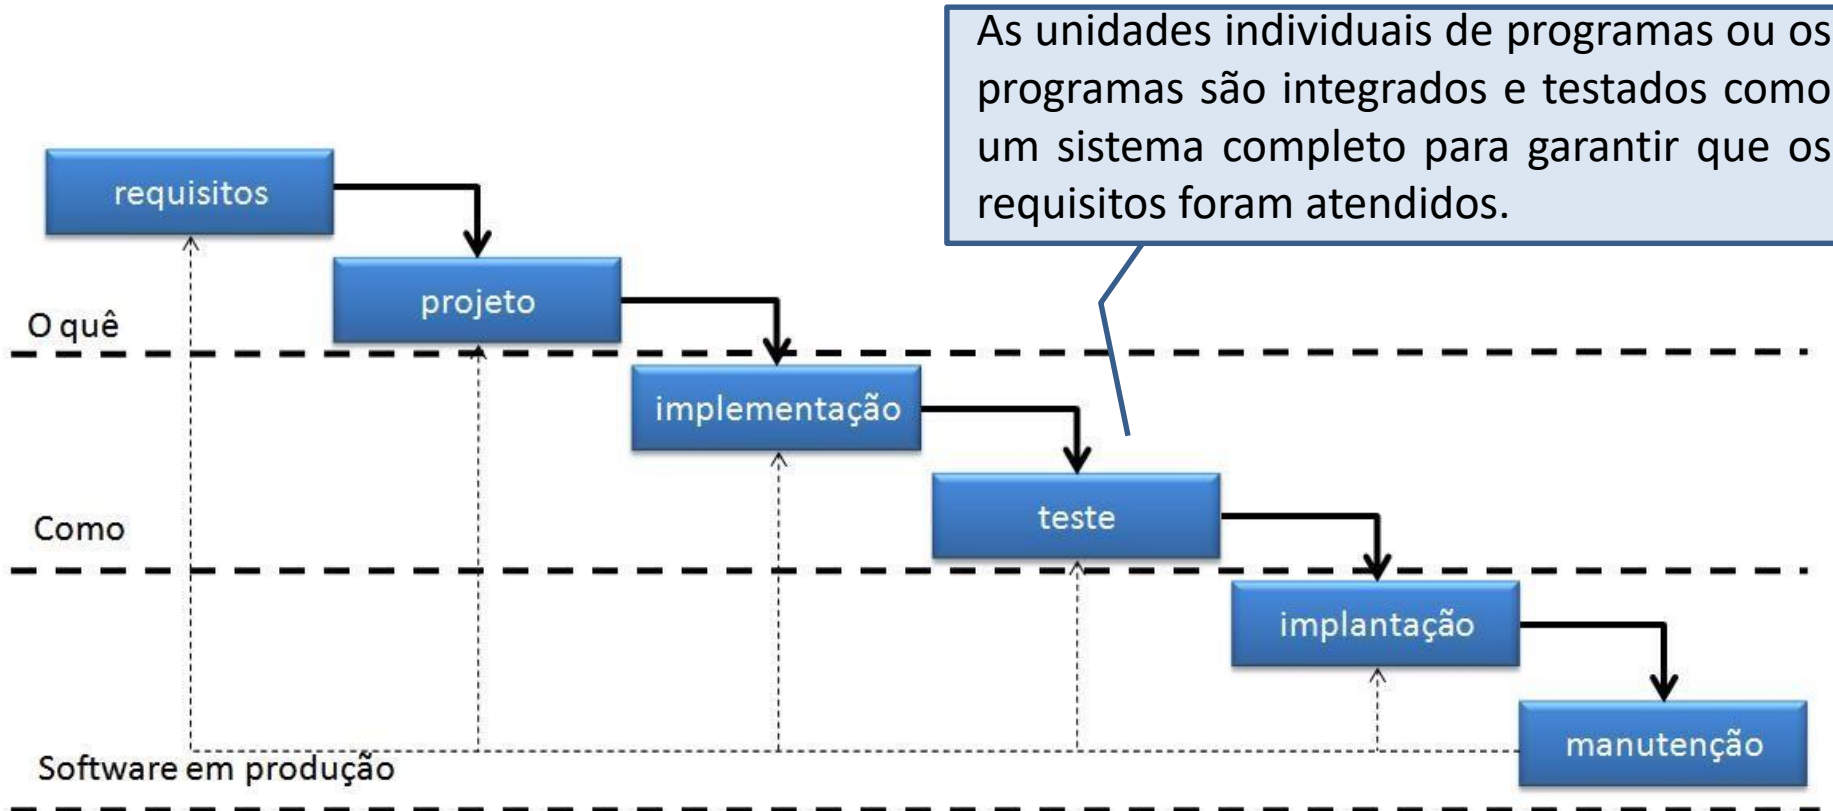 As unidades individuais de programas ou os
programas são integrados e testados como
um sistema completo para garantir que os
requisitos foram atendidos.
requisitos
projeto
O quê
implementação
teste
Como
implantação
manutenção
Software em produção